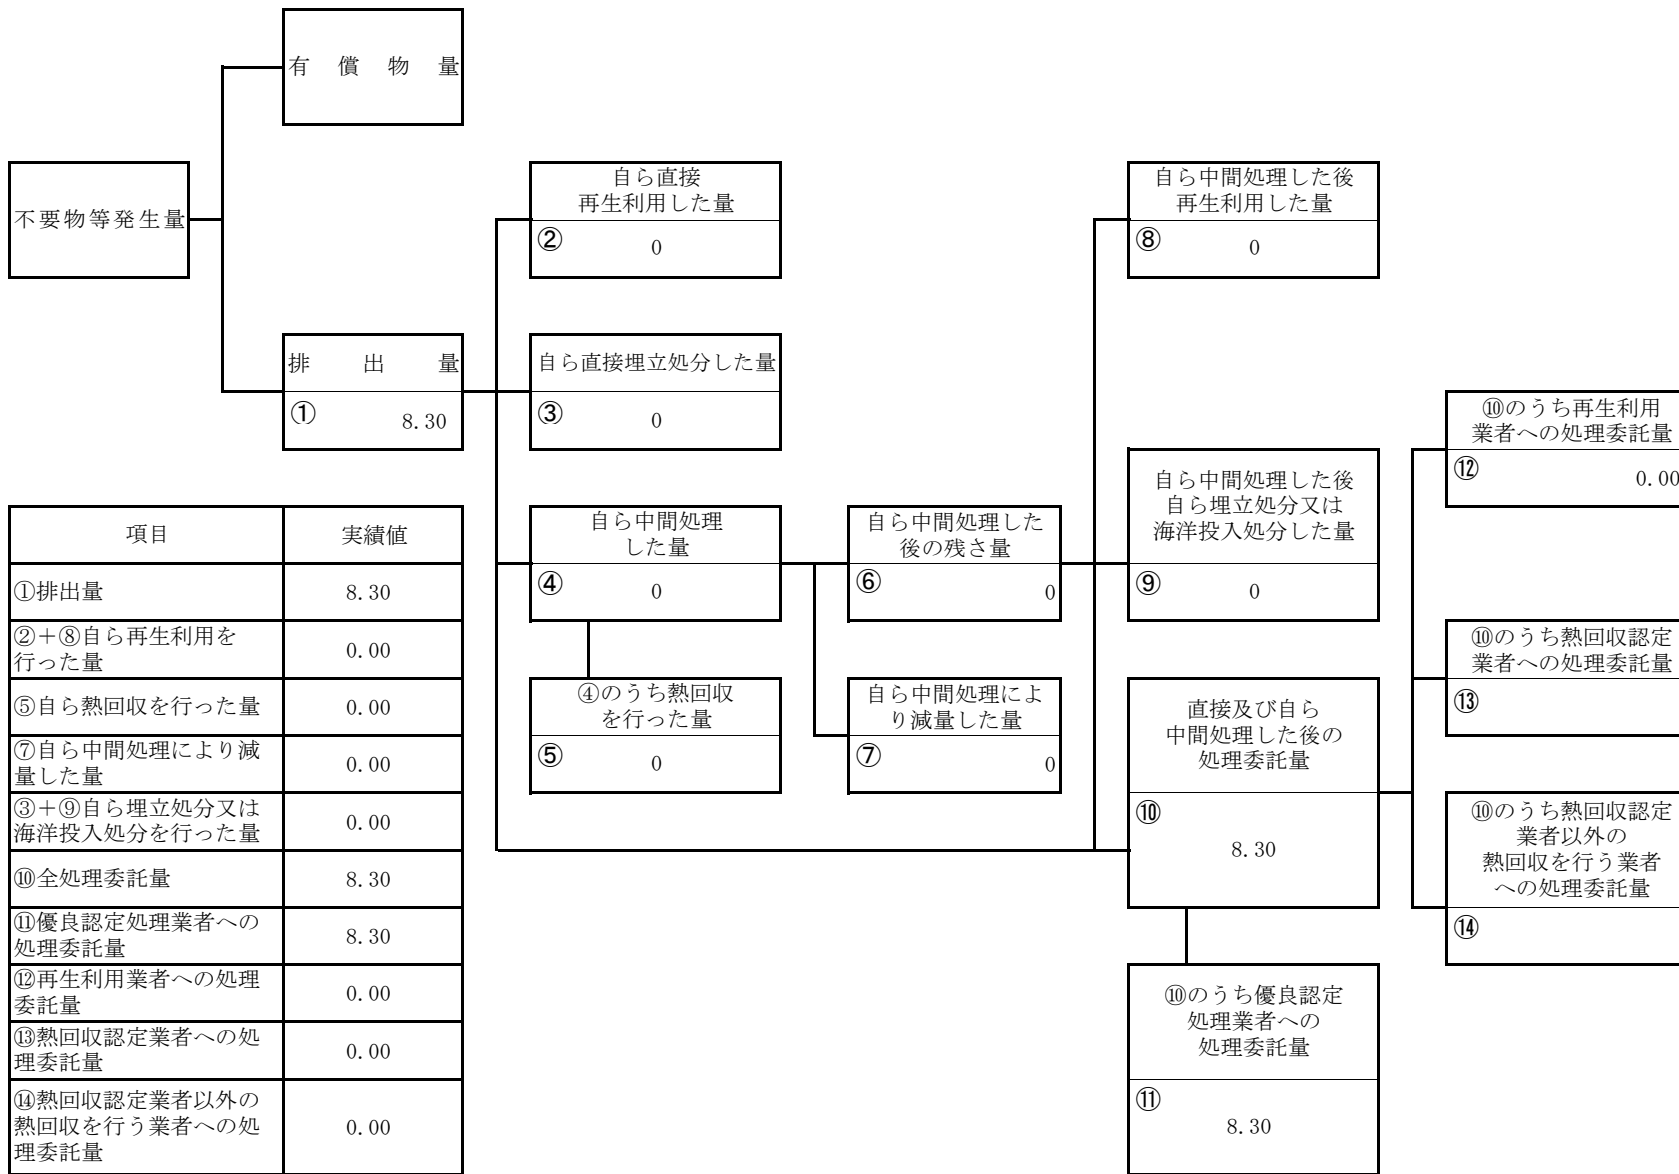 有償物量
不要物等発生量
自ら直接
再生利用した量
② 0
自ら中間処理した後
再生利用した量
⑧ 0
排出量
① 8.30
自ら直接埋立処分した量
③ 0
⑩のうち再生利用
業者への処理委託量
⑫ 0.00
自ら中間処理した後
自ら埋立処分又は
海洋投入処分した量
⑨ 0
自ら中間処理
した量
④ 0
自ら中間処理した
後の残さ量
⑥ 0
④のうち熱回収
を行った量
⑤ 0
自ら中間処理によ
り減量した量
⑦ 0
直接及び自ら
中間処理した後の
処理委託量
⑩
8.30
⑩のうち熱回収認定
業者への処理委託量
⑬
⑩のうち熱回収認定
業者以外の
熱回収を行う業者
への処理委託量
⑭
⑩のうち優良認定
処理業者への
処理委託量
⑪
8.30
項目 実績値
①排出量 8.30
②+⑧自ら再生利用を
行った量 0.00
⑤自ら熱回収を行った量 0.00
⑦自ら中間処理により減
量した量 0.00
③+⑨自ら埋立処分又は
海洋投入処分を行った量 0.00
⑩全処理委託量 8.30
⑪優良認定処理業者への
処理委託量 8.30
⑫再生利用業者への処理
委託量 0.00
⑬熱回収認定業者への処
理委託量 0.00
⑭熱回収認定業者以外の
熱回収を行う業者への処
理委託量 0.00